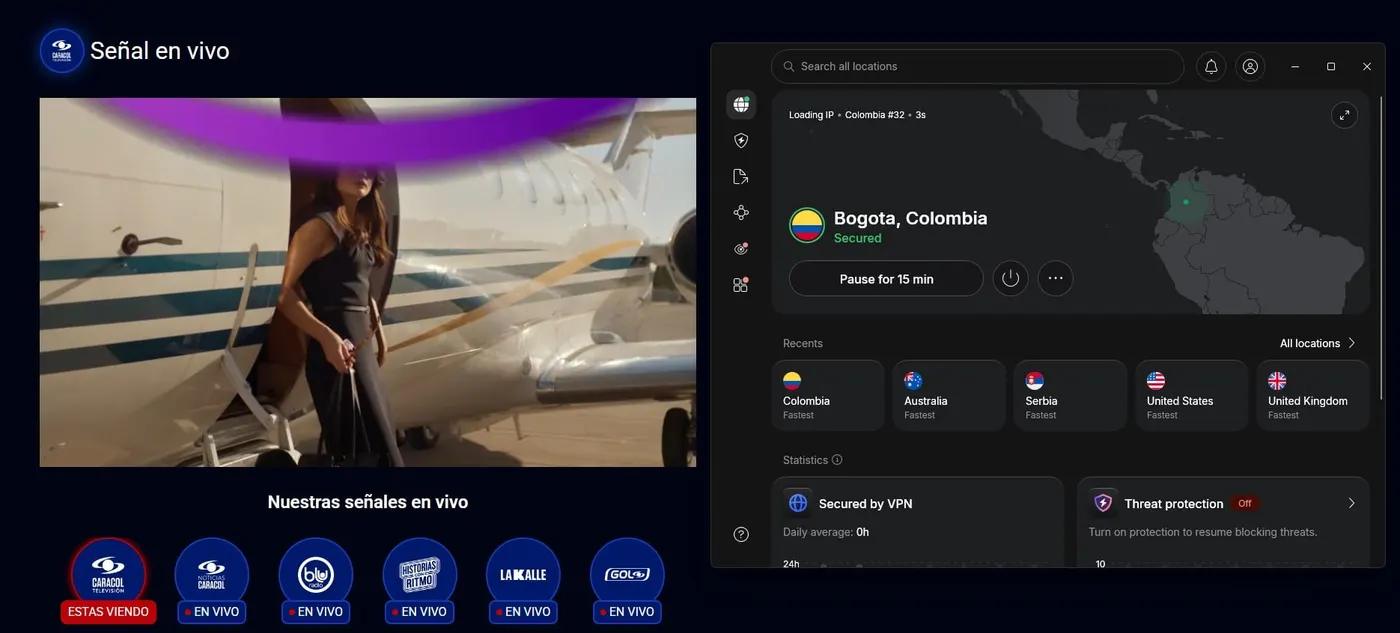 CARACOL
TELEVISIÓN
Señal en vivo
Nuestras señales en vivo
CARACOL
TELEVISIÓN
ESTAS VIENDO
NOTICIAS
CARACOL
EN VIVO
blu
radio
EN VIVO
HISTORIAS
CON
RITMO
EN VIVO
LAKALLE
EN VIVO
GOL
EN VIVO
Search all locations
Loading IP • Colombia #32 • 3s
Bogota, Colombia
Secured
Pause for 15 min
Recents
All locations
Colombia
Fastest
Australia
Fastest
Serbia
Fastest
United States
Fastest
United Kingdom
Fastest
Statistics
Secured by VPN
Daily average: 0h
24h
Threat protection Off
Turn on protection to resume blocking threats.
10